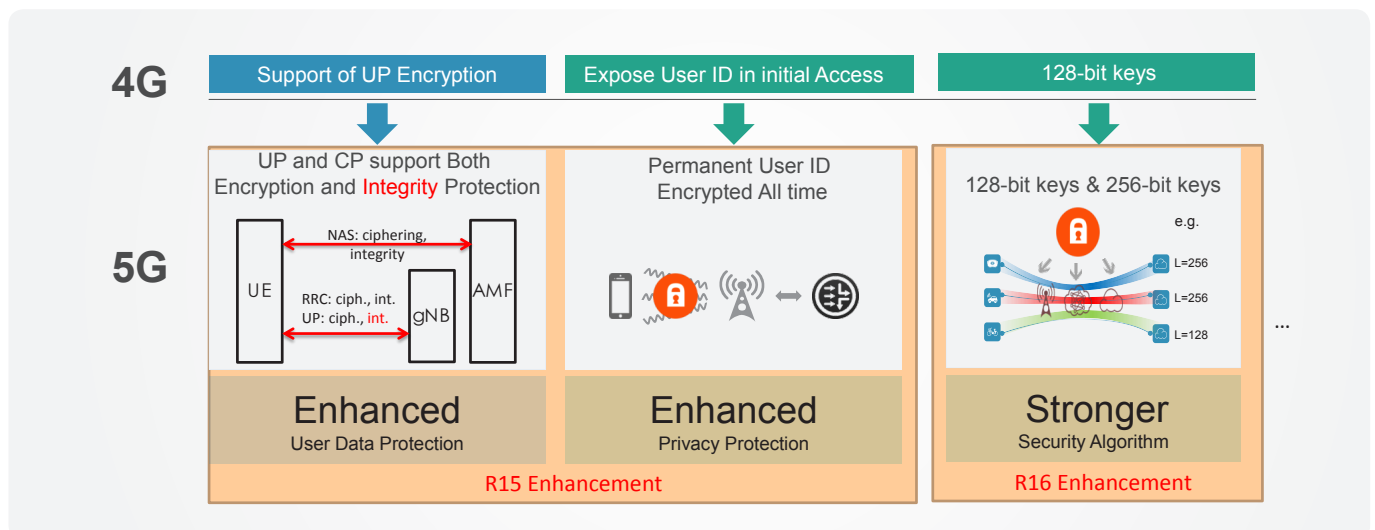 4G
Support of UP Encryption
Expose User ID in initial Access
128-bit keys
5G
UP and CP support Both
Encryption and Integrity Protection
UE
NAS: ciphering,
integrity
AMF
RRC: ciph., int.
UP: ciph., int.
gNB
Enhanced
User Data Protection
Permanent User ID
Encrypted All time
Enhanced
Privacy Protection
R15 Enhancement
128-bit keys & 256-bit keys
e.g.
L=256
L=256
L=128
Stronger
Security Algorithm
R16 Enhancement
...